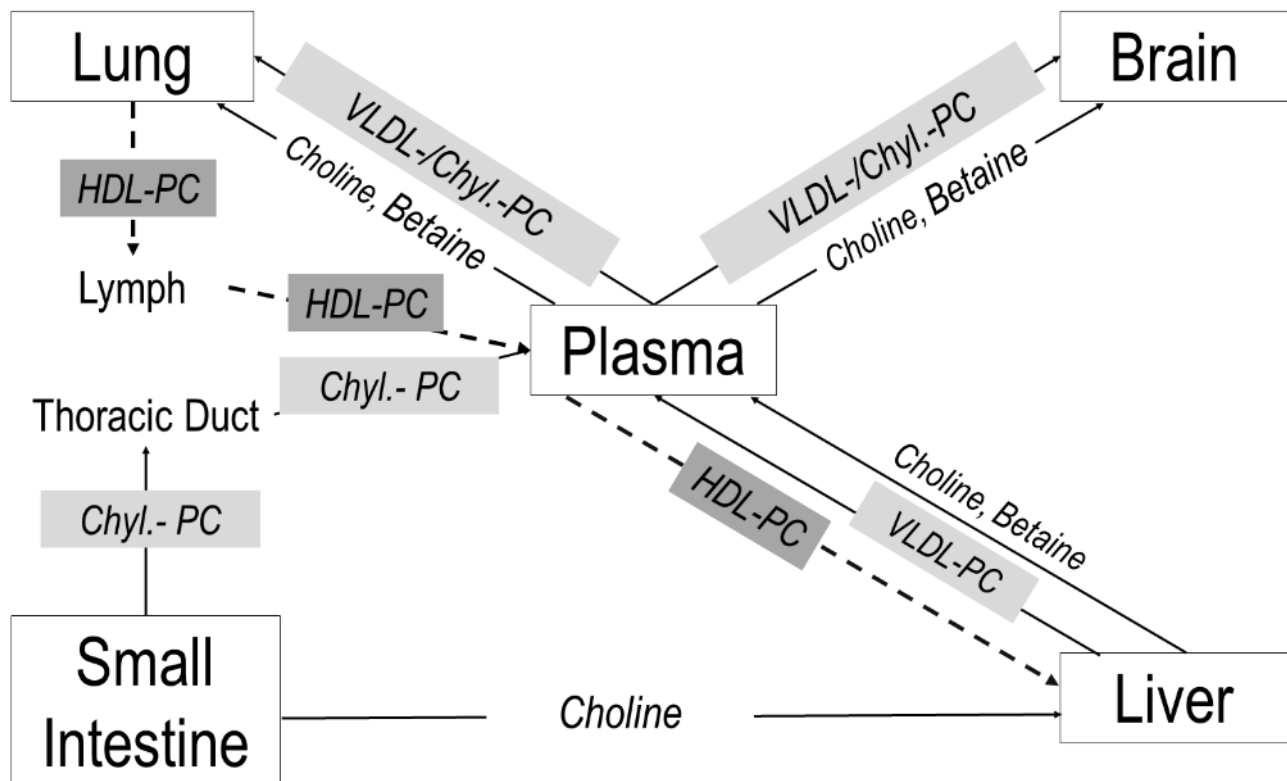 Lung
Brain
VLDL-/Chyl.-PC
VLDL-/Chyl.-PC
Choline, Betaine
Choline, Betaine
HDL-PC
Lymph
HDL-PC
Plasma
Chyl.- PC
Thoracic Duct
Chyl.- PC
HDL-PC
VLDL-PC
Choline, Betaine
Small
Intestine
Choline
Liver